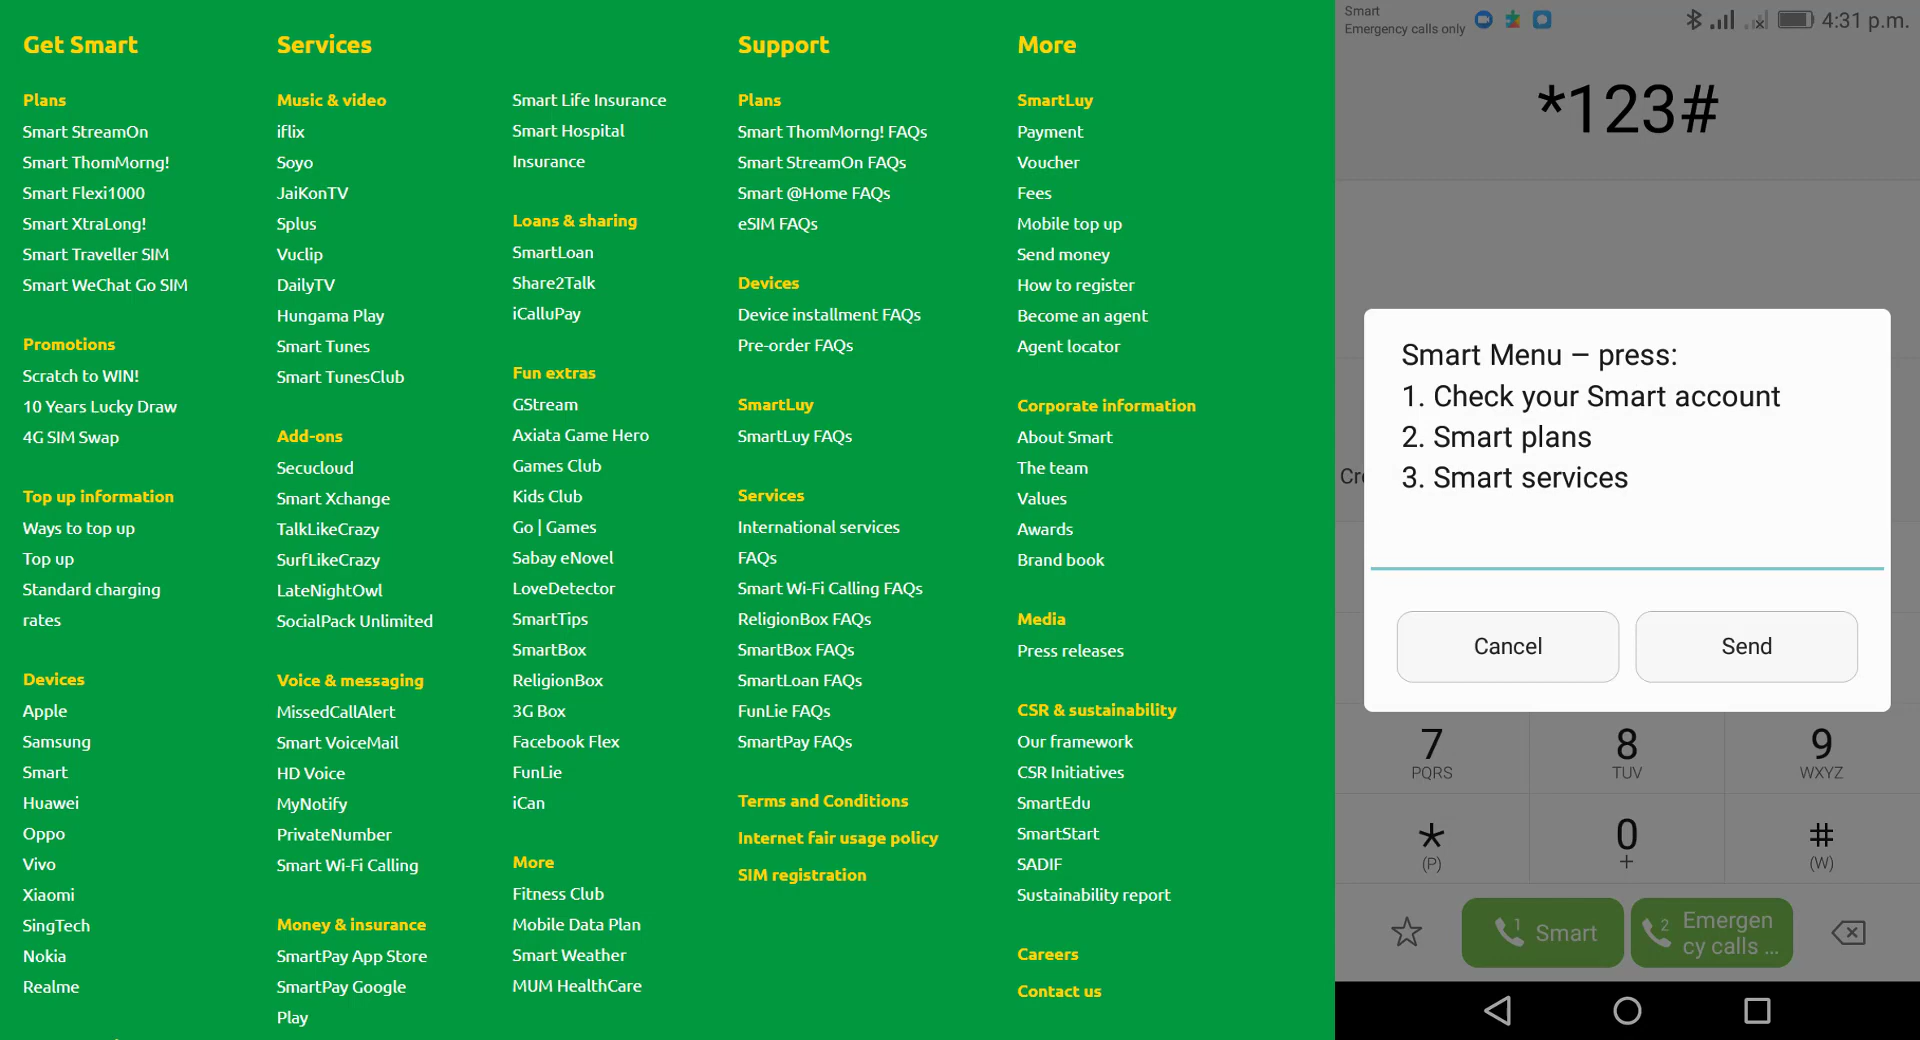 Get Smart
Plans
Smart StreamOn
Smart ThomMorng!
Smart Flexi1000
Smart XtraLong!
Smart Traveller SIM
Smart WeChat Go SIM
Promotions
Scratch to WIN!
10 Years Lucky Draw
4G SIM Swap
Top up information
Ways to top up
Top up
Standard charging
rates
Devices
Apple
Samsung
Smart
Huawei
Oppo
Vivo
Xiaomi
SingTech
Nokia
Realme
Services
Music & video
iflix
Soyo
JaiKonTV
Splus
Vuclip
DailyTV
Hungama Play
Smart Tunes
Smart TunesClub
Add-ons
Secucloud
Smart Xchange
TalkLikeCrazy
SurfLikeCrazy
LateNightOwl
SocialPack Unlimited
Voice & messaging
MissedCallAlert
Smart VoiceMail
HD Voice
MyNotify
PrivateNumber
Smart Wi-Fi Calling
Money & insurance
SmartPay App Store
SmartPay Google
Play
Smart Life Insurance
Smart Hospital
Insurance
Loans & sharing
SmartLoan
Share2Talk
iCalluPay
Fun extras
GStream
Axiata Game Hero
Games Club
Kids Club
Go | Games
Sabay eNovel
LoveDetector
SmartTips
SmartBox
ReligionBox
3G Box
Facebook Flex
FunLie
iCan
More
Fitness Club
Mobile Data Plan
Smart Weather
MUM HealthCare
Support
Plans
Smart ThomMorng! FAQs
Smart StreamOn FAQs
Smart @Home FAQs
eSIM FAQs
Devices
Device installment FAQs
Pre-order FAQs
SmartLuy
SmartLuy FAQs
Services
International services
FAQs
Smart Wi-Fi Calling FAQs
ReligionBox FAQs
SmartBox FAQs
SmartLoan FAQs
FunLie FAQs
SmartPay FAQs
Terms and Conditions
Internet fair usage policy
SIM registration
More
SmartLuy
Payment
Voucher
Fees
Mobile top up
Send money
How to register
Become an agent
Agent locator
Corporate information
About Smart
The team
Values
Awards
Brand book
Media
Press releases
CSR & sustainability
Our framework
CSR Initiatives
SmartEdu
SmartStart
SADIF
Sustainability report
Careers
Contact us
Smart
Emergency calls only
4:31 p.m.
*123#
Smart Menu – press:
1. Check your Smart account
2. Smart plans
3. Smart services
Cancel
Send
7
8
9
PQRS
TUV
WXYZ
*
0
#
(P)
+
(W)
1 Smart
2 Emergen
cy calls ...